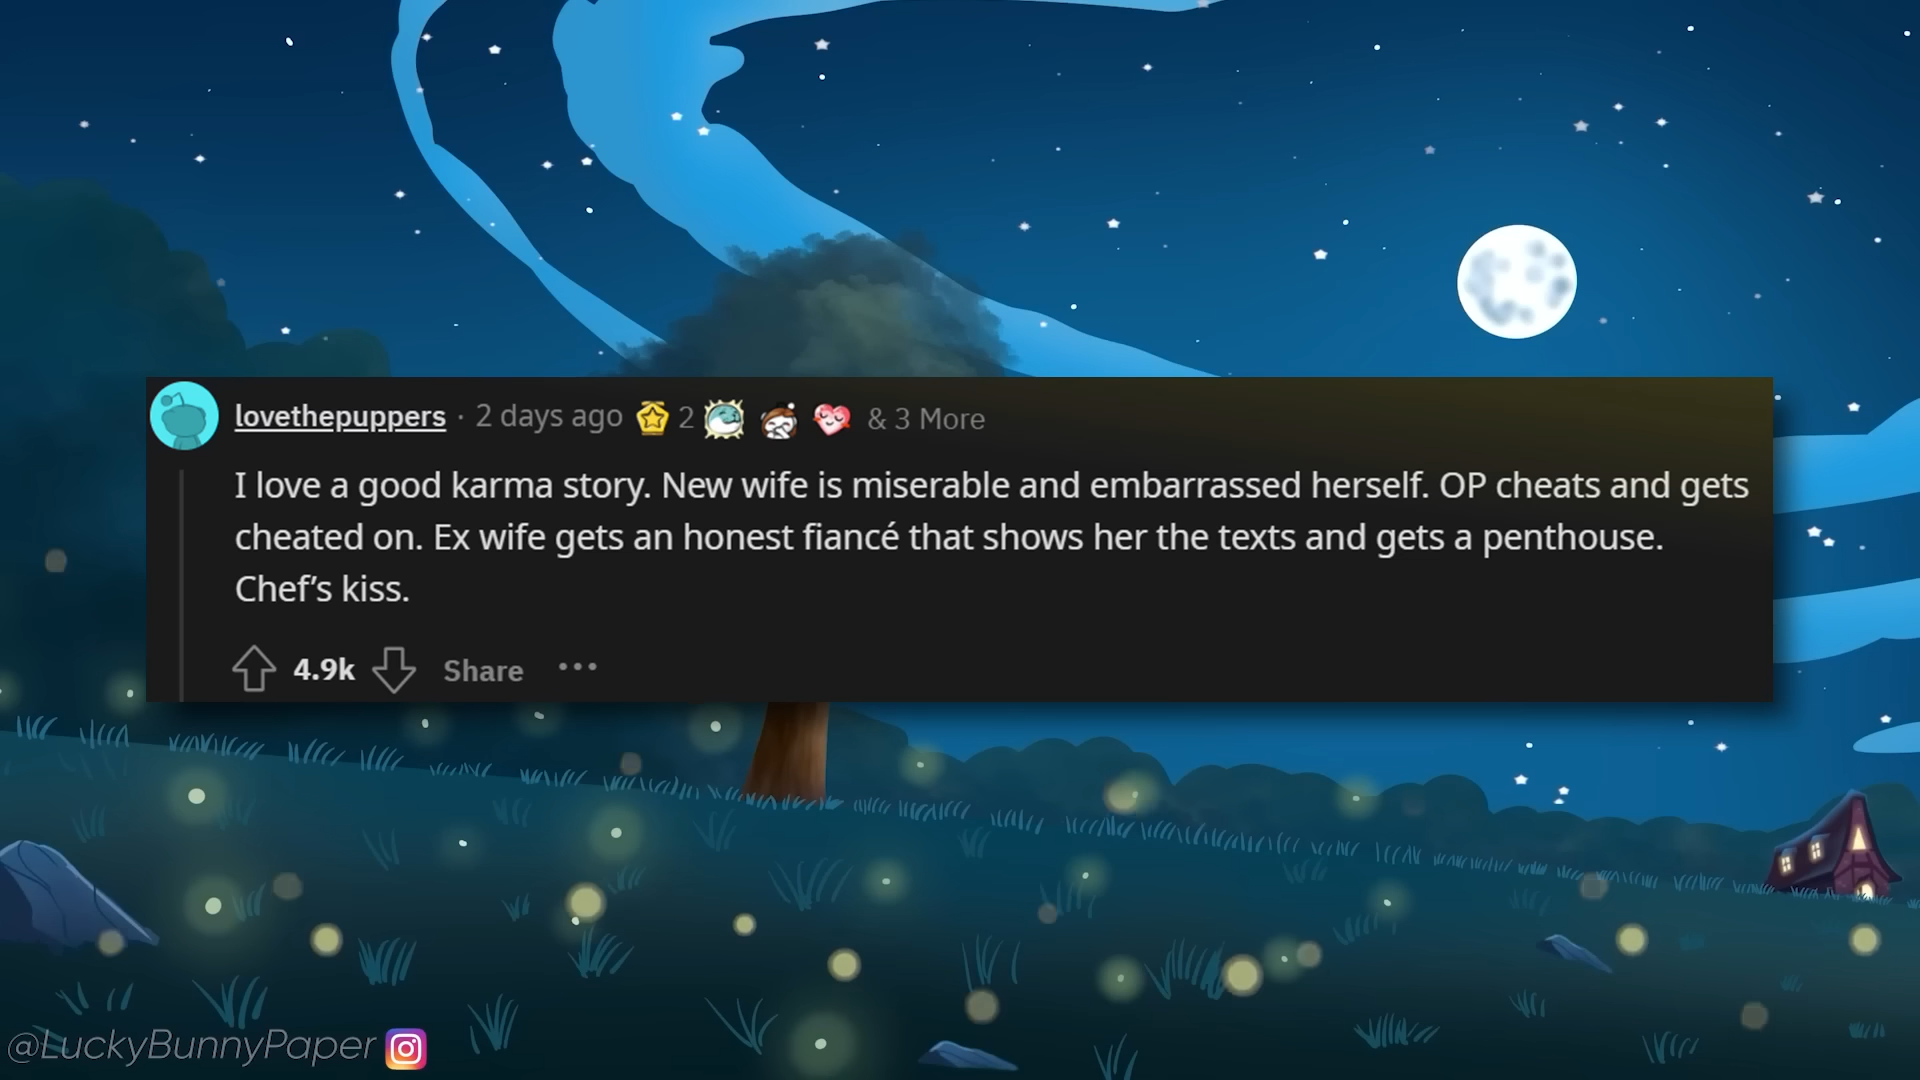 lovethepuppers · 2 days ago 2 & 3 More
I love a good karma story. New wife is miserable and embarrassed herself. OP cheats and gets
cheated on. Ex wife gets an honest fiancé that shows her the texts and gets a penthouse.
Chef’s kiss.
4.9k Share ···
@LuckyBunnyPaper